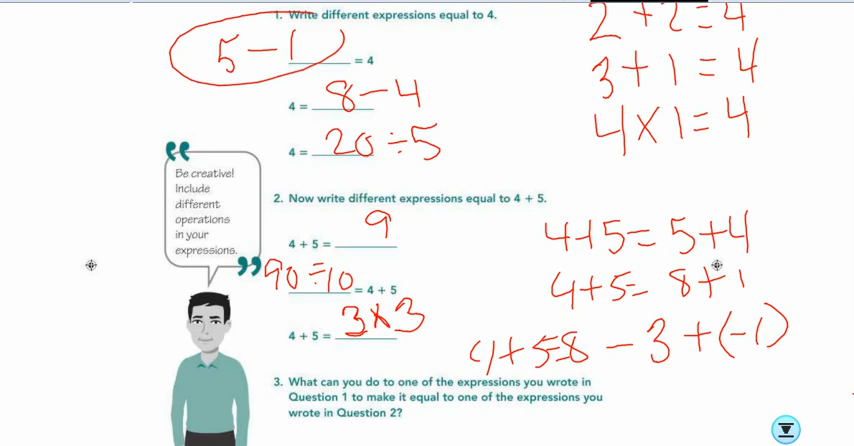 1. Write different expressions equal to 4.
5 - 1 = 4
4 = 8 - 4
4 = 20 ÷ 5
2 + 2 = 4
3 + 1 = 4
4 × 1 = 4
Be creative!
Include
different
operations
in your
expressions.
2. Now write different expressions equal to 4 + 5.
4 + 5 = 9
90 ÷ 10 = 4 + 5
4 + 5 = 3 × 3
4 + 5 = 5 + 4
4 + 5 = 8 + 1
4 + 5 = 8 - 3 + (-1)
3. What can you do to one of the expressions you wrote in
Question 1 to make it equal to one of the expressions you
wrote in Question 2?